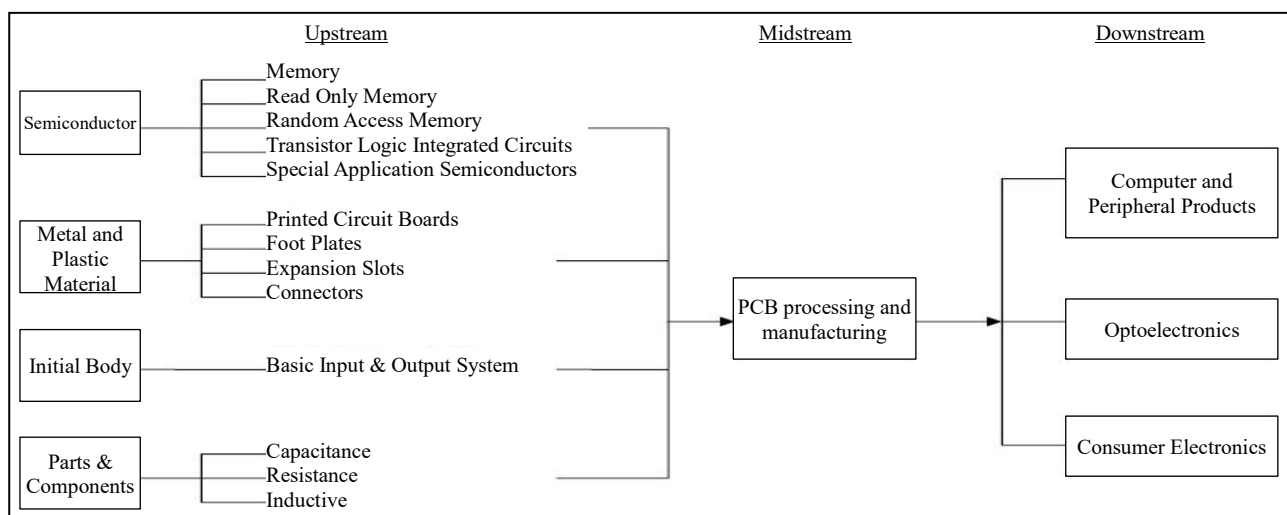 Upstream
Midstream
Downstream
Semiconductor
Memory
Read Only Memory
Random Access Memory
Transistor Logic Integrated Circuits
Special Application Semiconductors
Metal and
Plastic
Material
Printed Circuit Boards
Foot Plates
Expansion Slots
Connectors
Initial Body
Basic Input & Output System
Parts &
Components
Capacitance
Resistance
Inductive
PCB processing and
manufacturing
Computer and
Peripheral Products
Optoelectronics
Consumer Electronics